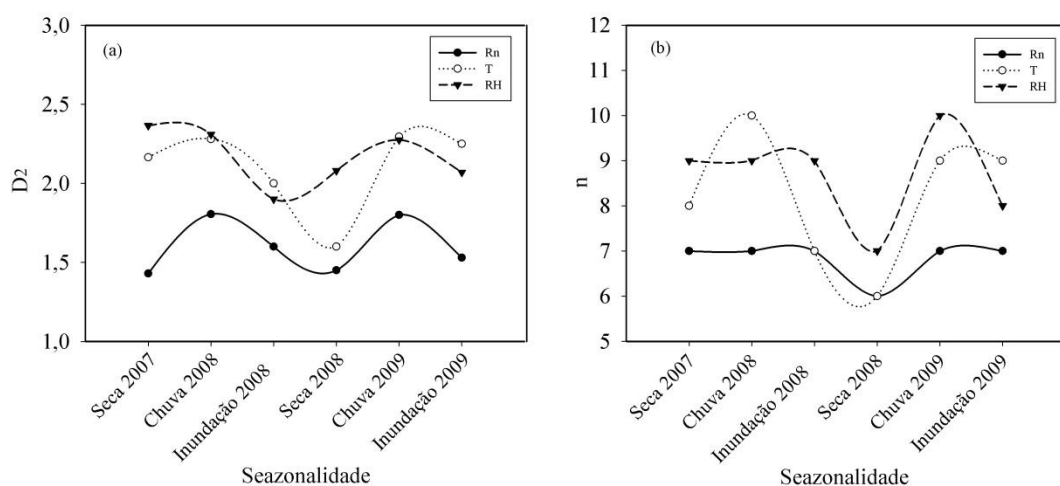 (a)
Rn
T
RH
3,0
2,5
2,0
1,5
1,0
D2
Seca 2007
Chuva 2008
Inundação 2008
Seca 2008
Chuva 2009
Inundação 2009
Seazonalidade
(b)
Rn
T
RH
12
11
10
9
8
7
6
5
n
Seca 2007
Chuva 2008
Inundação 2008
Seca 2008
Chuva 2009
Inundação 2009
Seazonalidade